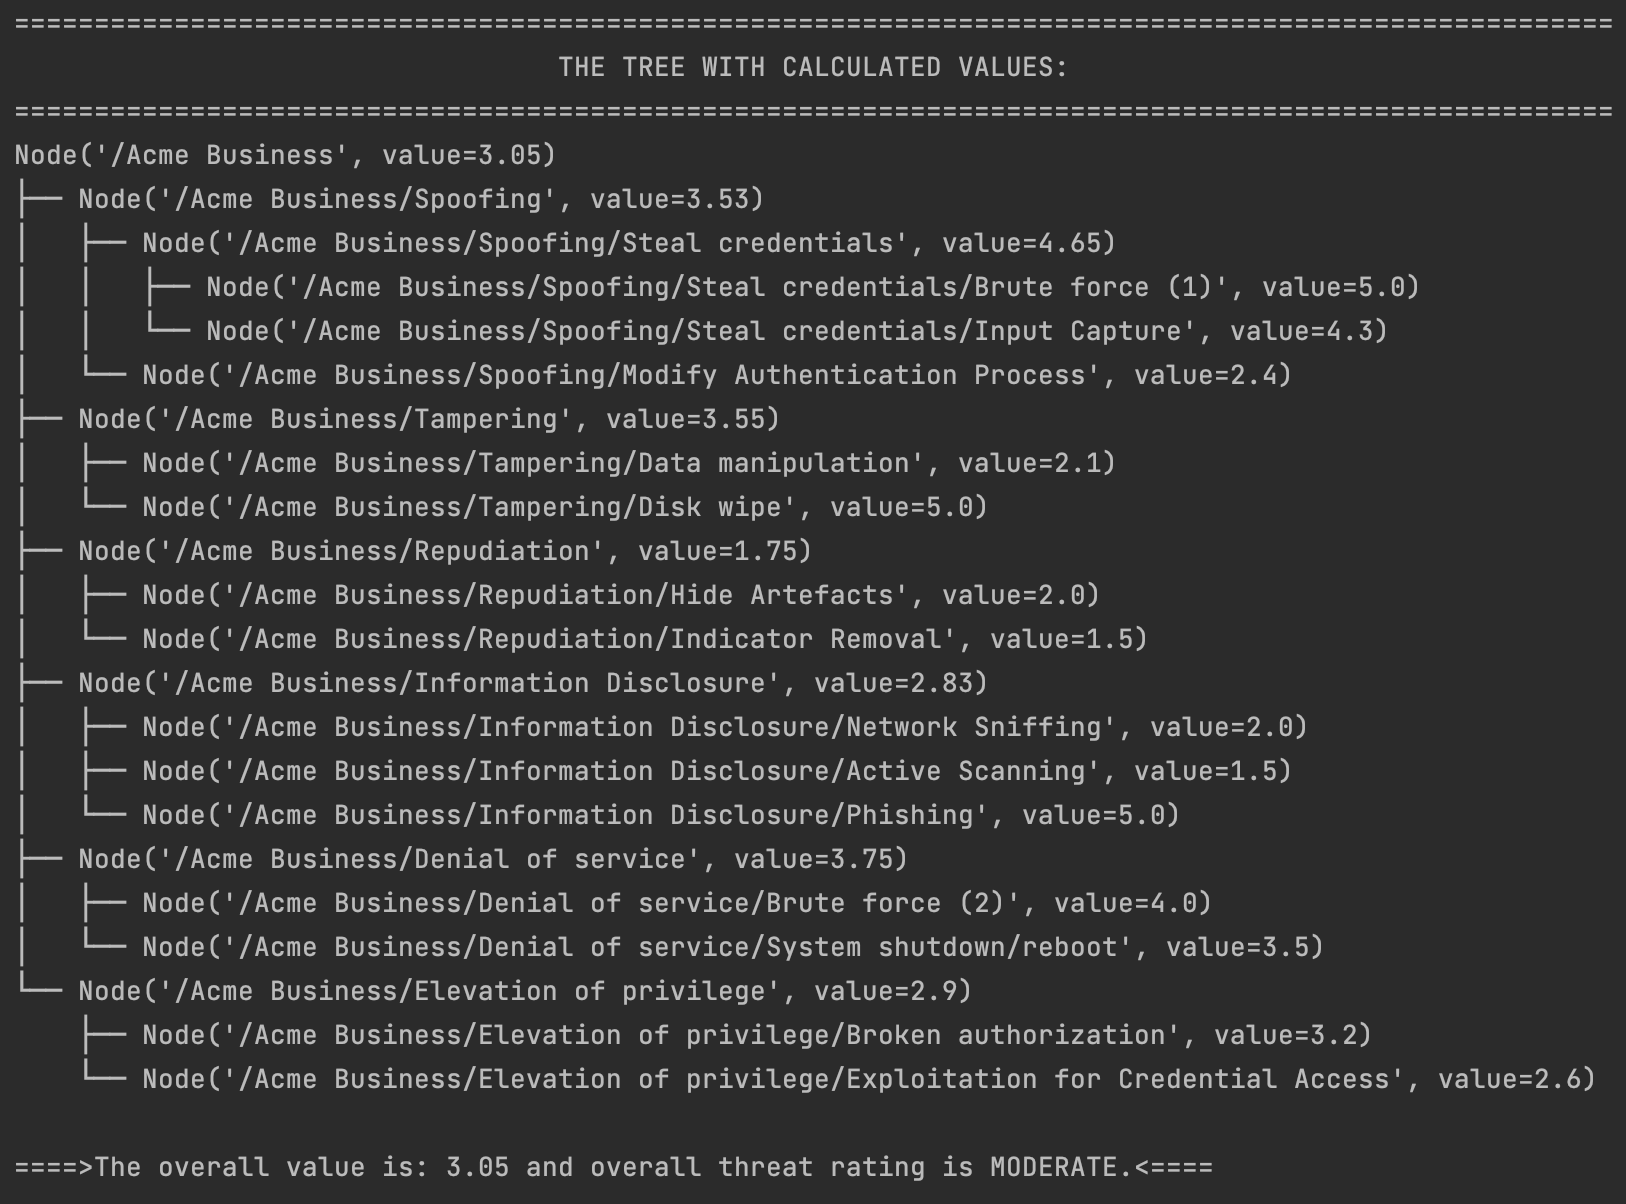 ====================================================================================================
THE TREE WITH CALCULATED VALUES:
====================================================================================================
Node('/Acme Business', value=3.05)
├── Node('/Acme Business/Spoofing', value=3.53)
│   ├── Node('/Acme Business/Spoofing/Steal credentials', value=4.65)
│   │   ├── Node('/Acme Business/Spoofing/Steal credentials/Brute force (1)', value=5.0)
│   │   └── Node('/Acme Business/Spoofing/Steal credentials/Input Capture', value=4.3)
│   └── Node('/Acme Business/Spoofing/Modify Authentication Process', value=2.4)
├── Node('/Acme Business/Tampering', value=3.55)
│   ├── Node('/Acme Business/Tampering/Data manipulation', value=2.1)
│   └── Node('/Acme Business/Tampering/Disk wipe', value=5.0)
├── Node('/Acme Business/Repudiation', value=1.75)
│   ├── Node('/Acme Business/Repudiation/Hide Artefacts', value=2.0)
│   └── Node('/Acme Business/Repudiation/Indicator Removal', value=1.5)
├── Node('/Acme Business/Information Disclosure', value=2.83)
│   ├── Node('/Acme Business/Information Disclosure/Network Sniffing', value=2.0)
│   ├── Node('/Acme Business/Information Disclosure/Active Scanning', value=1.5)
│   └── Node('/Acme Business/Information Disclosure/Phishing', value=5.0)
├── Node('/Acme Business/Denial of service', value=3.75)
│   ├── Node('/Acme Business/Denial of service/Brute force (2)', value=4.0)
│   └── Node('/Acme Business/Denial of service/System shutdown/reboot', value=3.5)
└── Node('/Acme Business/Elevation of privilege', value=2.9)
    ├── Node('/Acme Business/Elevation of privilege/Broken authorization', value=3.2)
    └── Node('/Acme Business/Elevation of privilege/Exploitation for Credential Access', value=2.6)
====>The overall value is: 3.05 and overall threat rating is MODERATE.<====